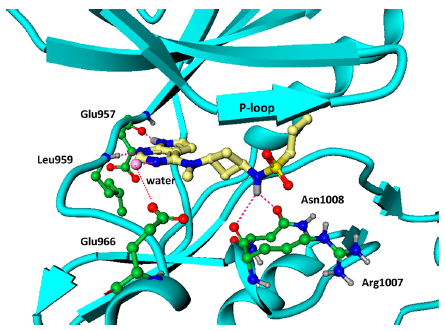 Glu957
P-loop
Leu959
water
Asn1008
Glu966
Arg1007